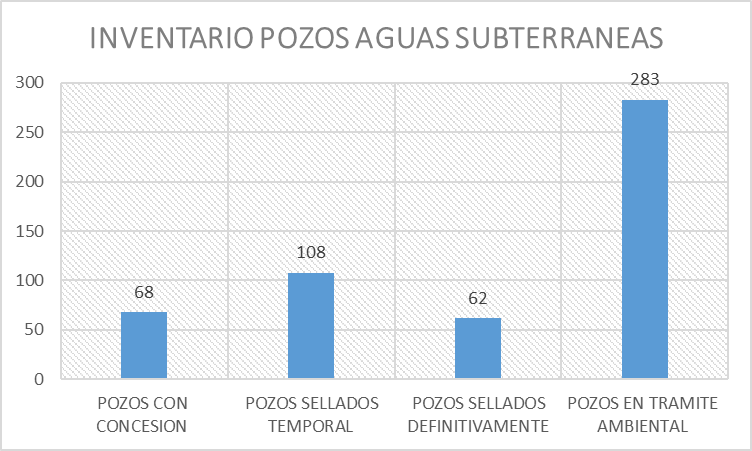 INVENTARIO POZOS AGUAS SUBTERRANEAS
300
250
200
150
100
50
0
68
108
62
283
POZOS CON
CONCESION
POZOS SELLADOS
TEMPORAL
POZOS SELLADOS
DEFINITIVAMENTE
POZOS EN TRAMITE
AMBIENTAL